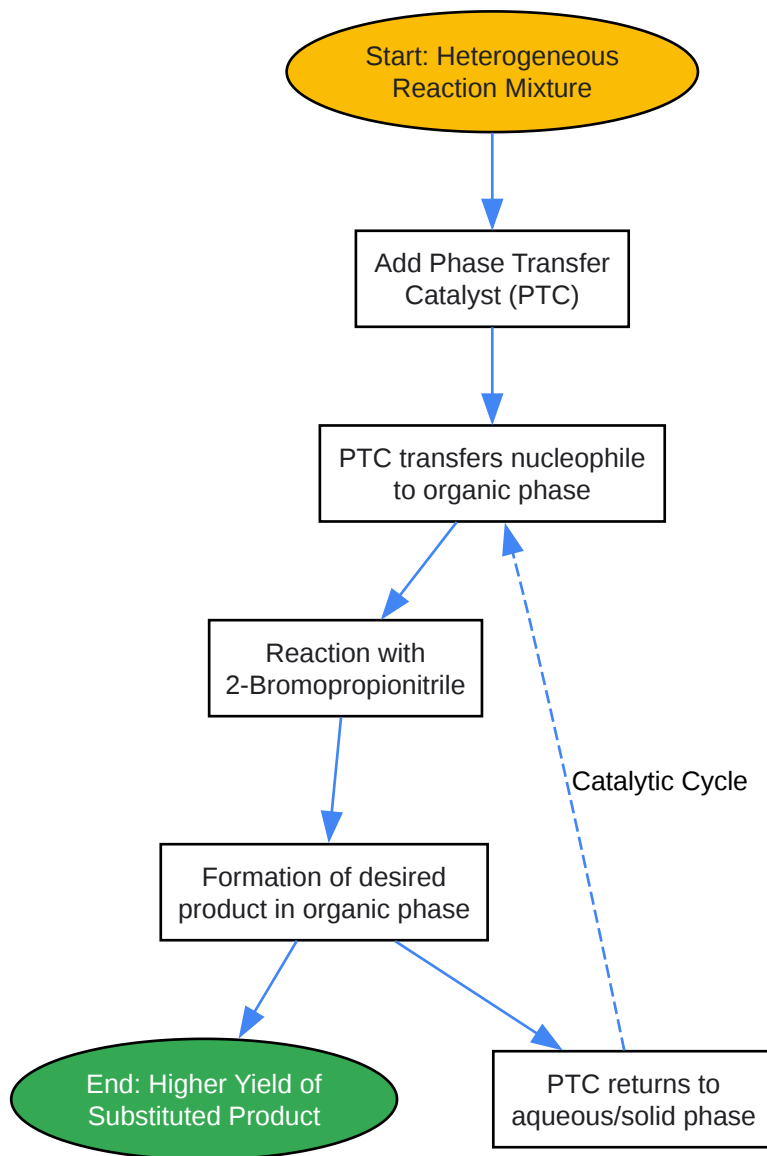 Start: Heterogeneous
Reaction Mixture
Add Phase Transfer
Catalyst (PTC)
PTC transfers nucleophile
to organic phase
Reaction with
2-Bromopropionitrile
Catalytic Cycle
Formation of desired
product in organic phase
End: Higher Yield of
Substituted Product
PTC returns to
aqueous/solid phase